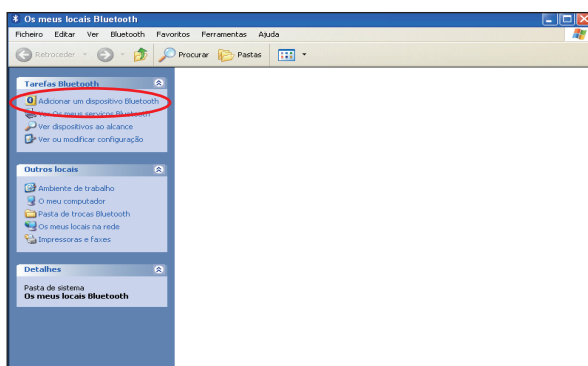 Os meus locais Bluetooth
Ficheiro Editar Ver Bluetooth Favoritos Ferramentas Ajuda
Retroceder Procurar Pastas
Tarefas Bluetooth
Adicionar um dispositivo Bluetooth
Ver Os meus serviços Bluetooth
Ver dispositivos ao alcance
Ver ou modificar configuração
Outros locais
Ambiente de trabalho
O meu computador
Pasta de trocas Bluetooth
Os meus locais na rede
Impressoras e faxes
Detalhes
Pasta de sistema
Os meus locais Bluetooth